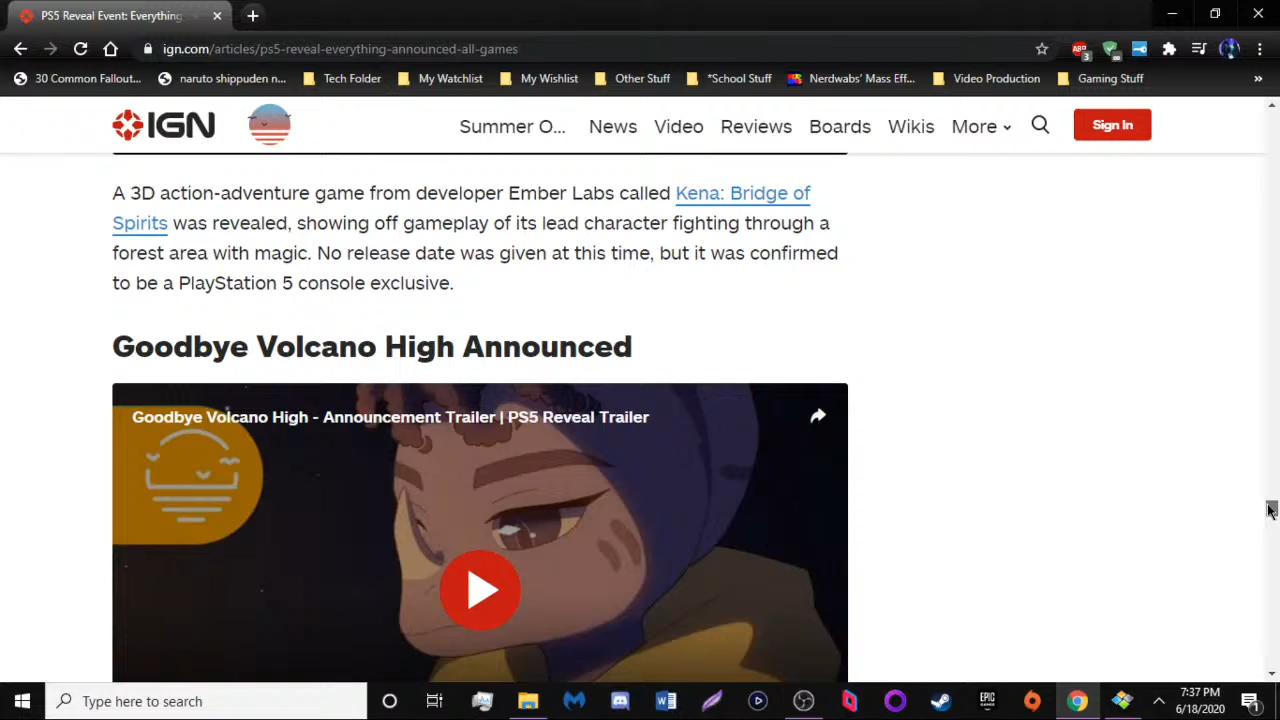 PS5 Reveal Event: Everything
ign.com/articles/ps5-reveal-everything-announced-all-games
3
∞
30 Common Fallout...
naruto shippuden n...
Tech Folder
My Watchlist
My Wishlist
Other Stuff
*School Stuff
Nerdwabs' Mass Ef...
Video Production
Gaming Stuff
»
IGN
Summer O...
News
Video
Reviews
Boards
Wikis
More
Sign In
A 3D action-adventure game from developer Ember Labs called Kena: Bridge of
Spirits was revealed, showing off gameplay of its lead character fighting through a
forest area with magic. No release date was given at this time, but it was confirmed
to be a PlayStation 5 console exclusive.
Goodbye Volcano High Announced
Goodbye Volcano High - Announcement Trailer | PS5 Reveal Trailer
Type here to search
W
EPIC
GAMES
7:37 PM
6/18/2020
1